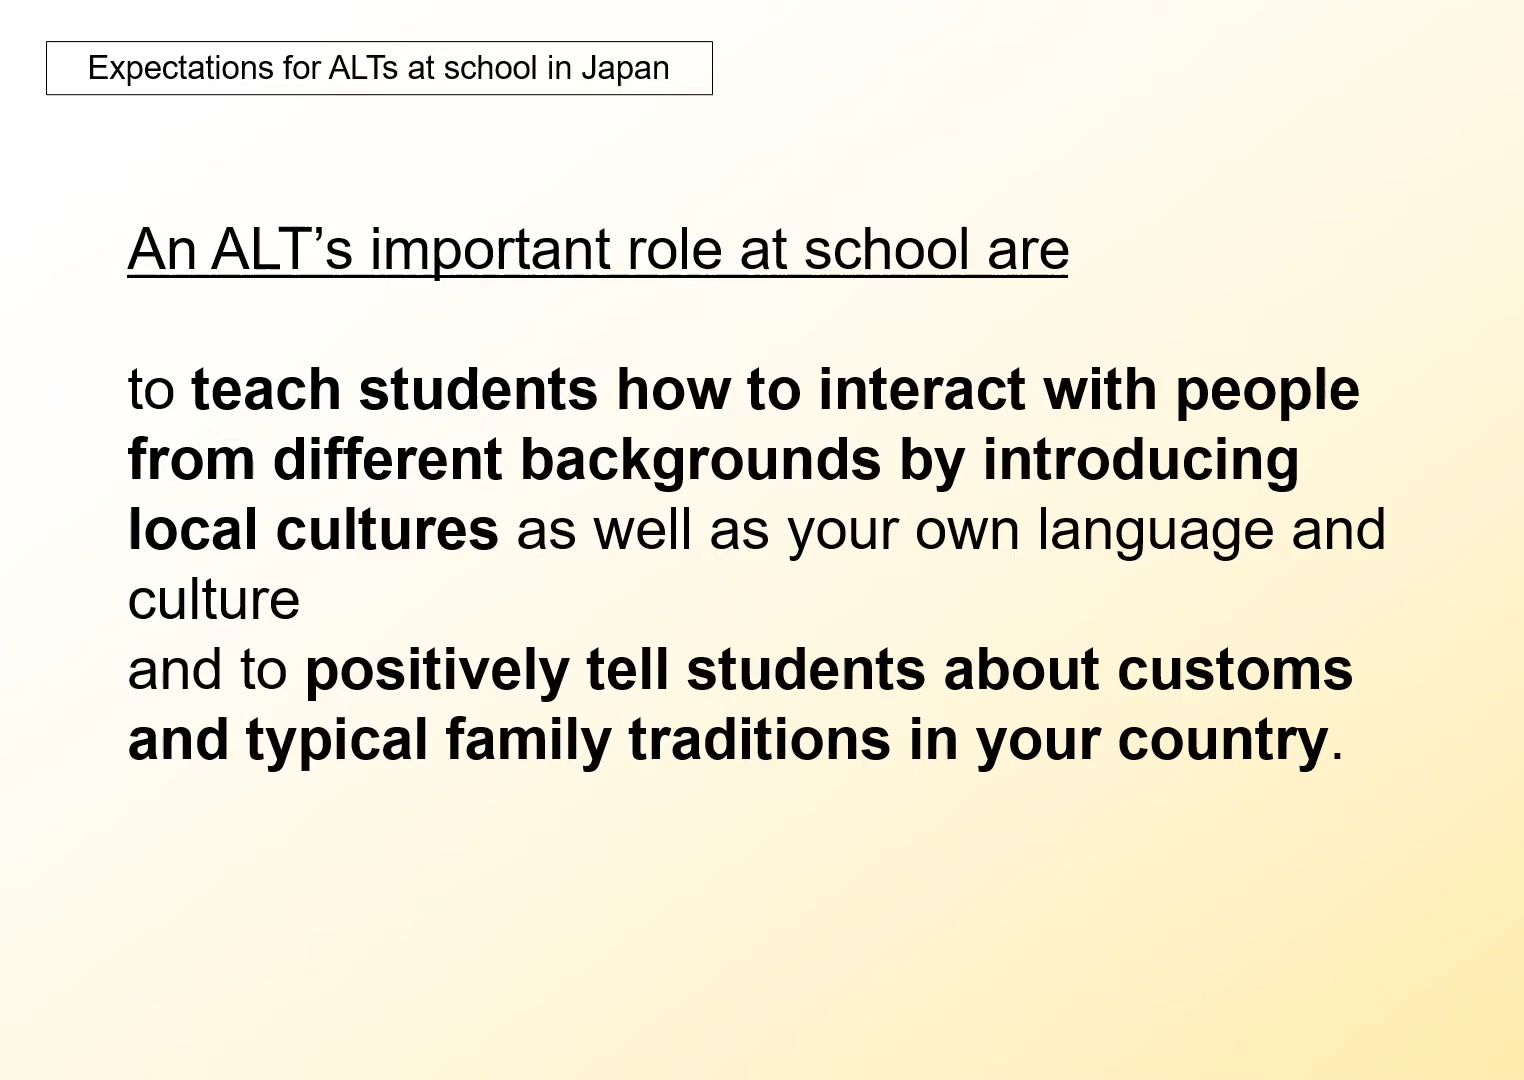 Expectations for ALTs at school in Japan
An ALT’s important role at school are
to teach students how to interact with people
from different backgrounds by introducing
local cultures as well as your own language and
culture
and to positively tell students about customs
and typical family traditions in your country.